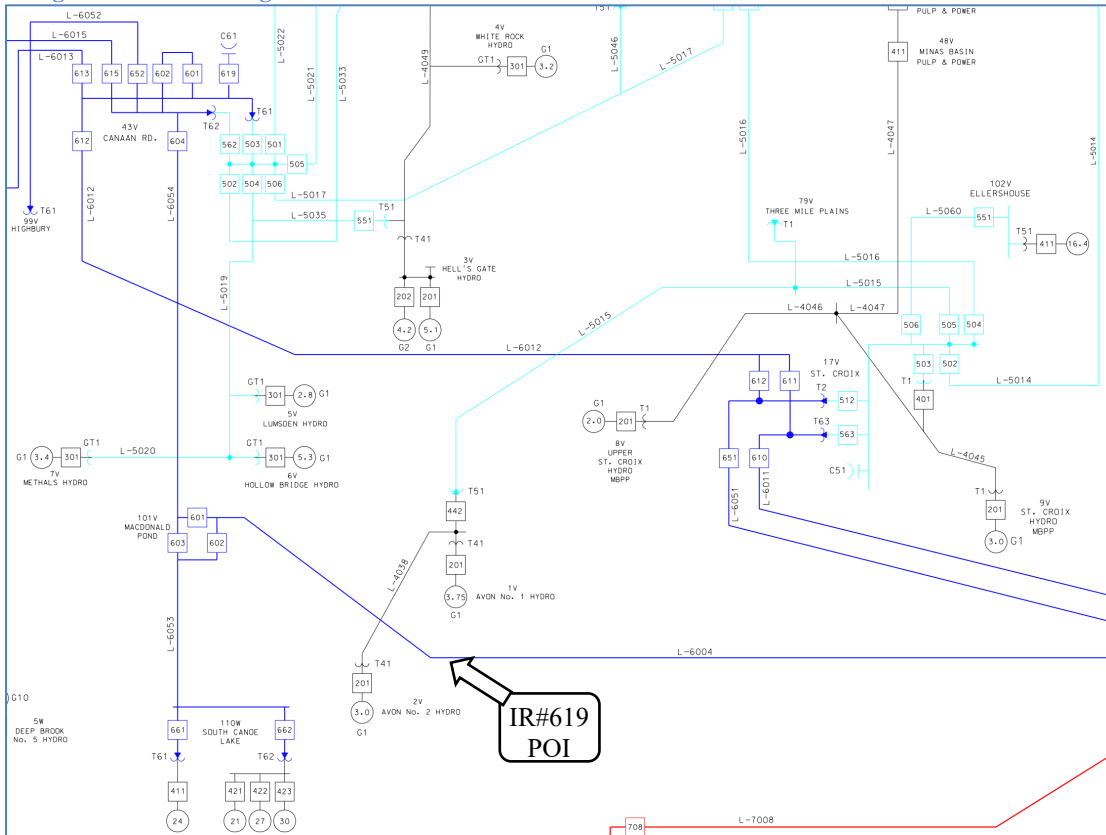 L-6052
L-6015
L-6013
C61
613
615
652
602
601
619
T62
T61
43V
CANAAN RD.
612
604
562
503
501
505
502
504
506
L-5022
L-5021
L-5033
L-5017
L-5035
551
T51
T41
L-4049
4V
WHITE ROCK
HYDRO
GT1
301
3.2
G1
L-5046
L-5017
L-5016
PULP & POWER
411
48V
MINAS BASIN
PULP & POWER
L-4047
L-5014
T61
99V
HIGHBURY
L-6012
L-6054
L-5019
3V
HELL'S GATE
HYDRO
202
201
4.2
5.1
G2
G1
79V
THREE MILE PLAINS
T1
102V
ELLERSHOUSE
L-5060
551
T51
411
16.4
L-5016
L-5015
L-4046
L-4047
L-5015
506
505
504
503
502
L-5014
T1
401
L-6012
612
611
17V
ST. CROIX
T2
512
T63
563
C51
651
610
L-6051
L-6011
G1
2.0
201
T1
8V
UPPER
ST. CROIX
HYDRO
MBPP
L-4045
T1
201
3.0
G1
9V
ST. CROIX
HYDRO
MBPP
GT1
301
2.8
G1
5V
LUMSDEN HYDRO
G1
3.4
301
GT1
L-5020
7V
METHALS HYDRO
GT1
301
5.3
G1
6V
HOLLOW BRIDGE HYDRO
T51
442
T41
201
3.75
G1
1V
AVON No. 1 HYDRO
L-4038
T41
201
3.0
G1
2V
AVON No. 2 HYDRO
101V
MACDONALD
POND
601
603
602
L-6053
L-6004
IR#619
POI
G10
5W
DEEP BROOK
No. 5 HYDRO
661
110W
SOUTH CANOE
LAKE
662
T61
T62
411
421
422
423
24
21
27
30
708
L-7008